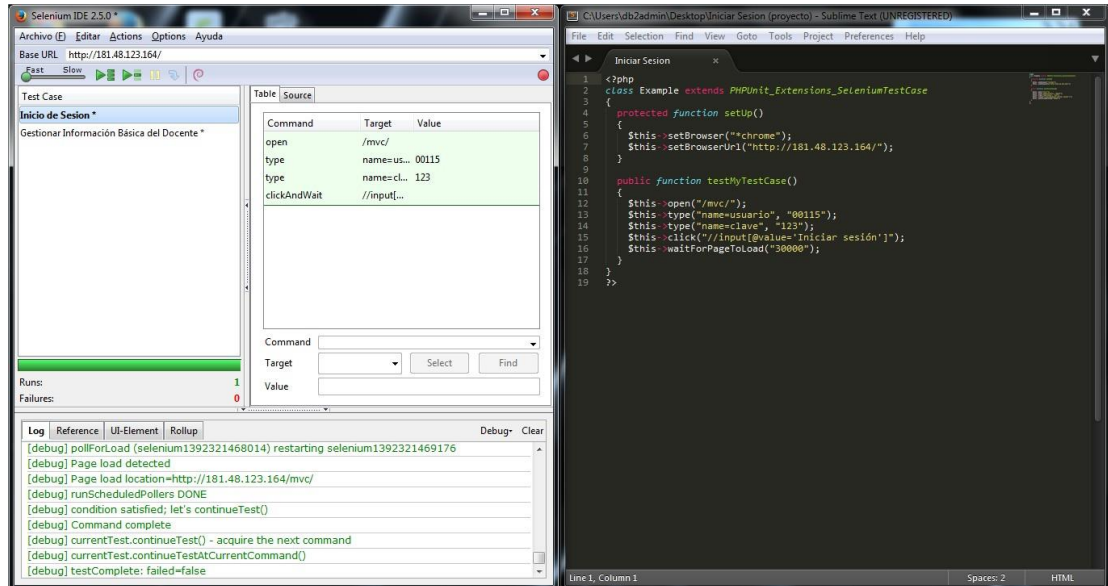 Selenium IDE 2.5.0 *
Archivo (F) Editar Actions Options Ayuda
Base URL http://181.48.123.164/
Fast Slow
Test Case
Inicio de Sesion *
Gestionar Información Básica del Docente *
Runs: 1
Failures: 0
Table Source
Command Target Value
open /mvc/
type name=us... 00115
type name=cl... 123
clickAndWait //input[...
Command
Target Select Find
Value
Log Reference UI-Element Rollup Debug- Clear
[debug] pollForLoad (selenium1392321468014) restarting selenium1392321469176
[debug] Page load detected
[debug] Page load location=http://181.48.123.164/mvc/
[debug] runScheduledPollers DONE
[debug] condition satisfied; let's continueTest()
[debug] Command complete
[debug] currentTest.continueTest() - acquire the next command
[debug] currentTest.continueTestAtCurrentCommand()
[debug] testComplete: failed=false
C:\Users\db2admin\Desktop\Iniciar Sesion (proyecto) - Sublime Text (UNREGISTERED)
File Edit Selection Find View Goto Tools Project Preferences Help
Iniciar Sesion ×
1 <?php
2 class Example extends PHPUnit_Extensions_SeleniumTestCase
3 {
4 protected function setUp()
5 {
6 $this->setBrowser("*chrome");
7 $this->setBrowserUrl("http://181.48.123.164/");
8 }
9
10 public function testMyTestCase()
11 {
12 $this->open("/mvc/");
13 $this->type("name=usuario", "00115");
14 $this->type("name=clave", "123");
15 $this->click("//input[@value='Iniciar sesión']");
16 $this->waitForPageToLoad("30000");
17 }
18 }
19 ?>
Line 1, Column 1 Spaces: 2 HTML